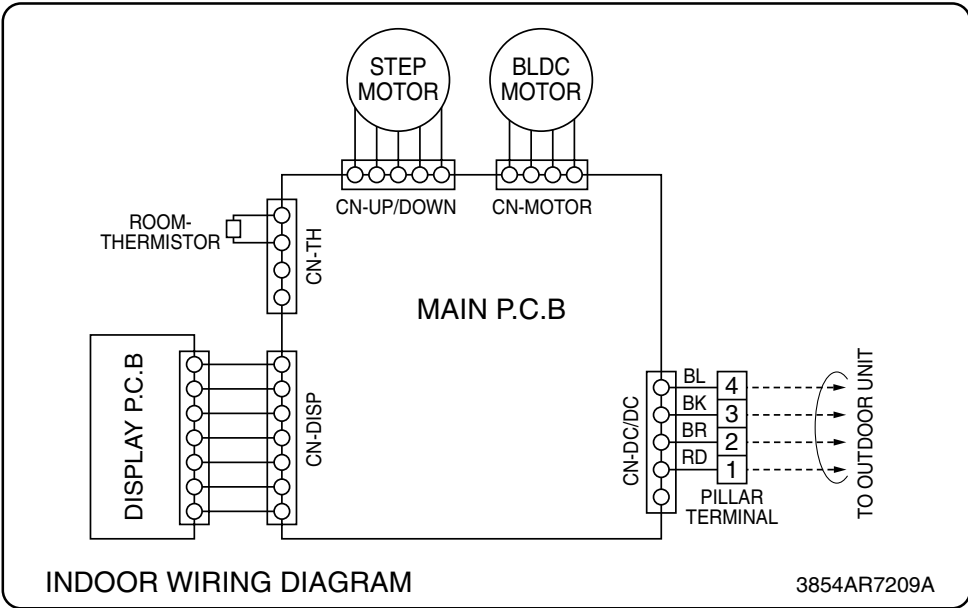 STEP
MOTOR
BLDC
MOTOR
CN-UP/DOWN
CN-MOTOR
ROOM-
THERMISTOR
CN-TH
MAIN P.C.B
DISPLAY P.C.B
CN-DISP
CN-DC/DC
BL
4
BK
3
BR
2
RD
1
PILLAR
TERMINAL
TO OUTDOOR UNIT
INDOOR WIRING DIAGRAM
3854AR7209A